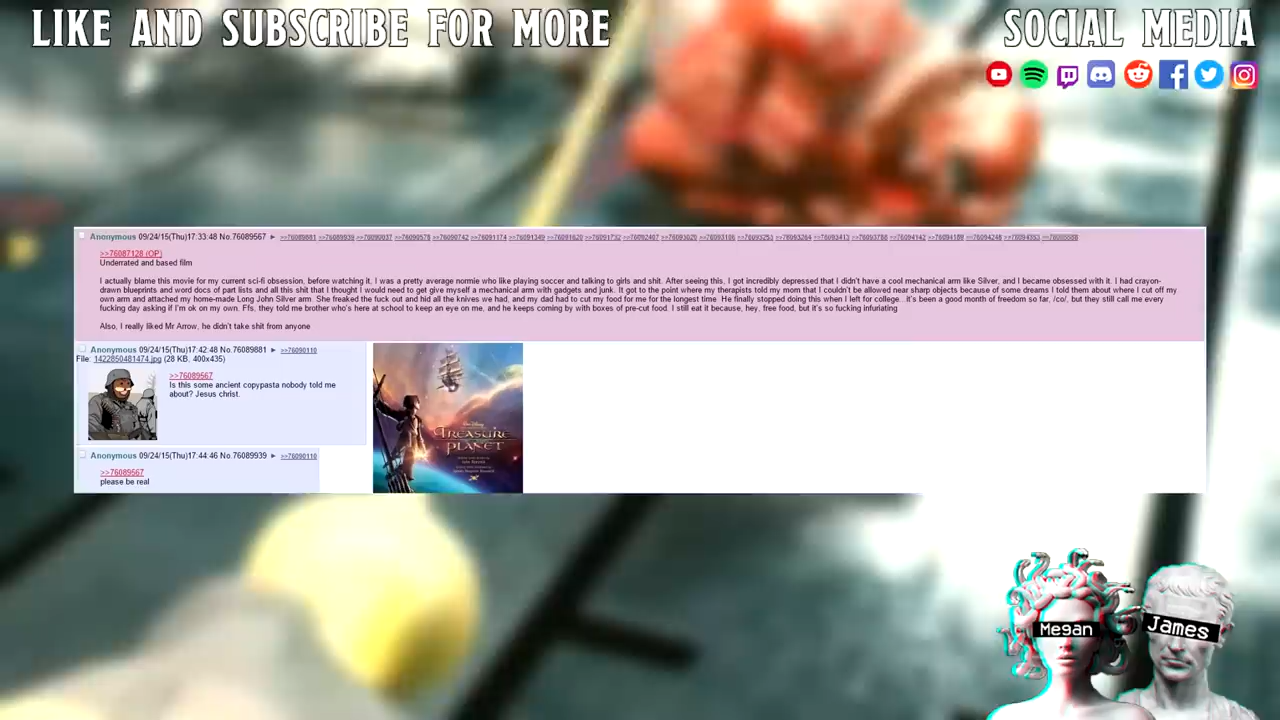 LIKE AND SUBSCRIBE FOR MORE
SOCIAL MEDIA
Anonymous 09/24/15(Thu)17:33:48 No.76089567 ► >>76089881 >>76089939
>>76087128 (OP)
Underrated and based film
I actually blame this movie for my current sci-fi obsession, before watching it, I was a pretty average normie who like playing soccer and talking to girls and shit. After seeing this, I got incredibly depressed that I didn't have a cool mechanical arm like Silver, and I became obsessed with it. I had crayon-
drawn blueprints and word docs of part lists and all this shit that I thought I would need to get give myself a mechanical arm with gadgets and junk. It got to the point where my therapists told my mom that I couldn't be allowed near sharp objects because of some dreams I told them about where I cut off my
own arm and attached my home-made Long John Silver arm. She freaked the fuck out and hid all the knives we had, and my dad had to cut my food for me for the longest time. He finally stopped doing this when I left for college.. it's been a good month of freedom so far, /co/, but they still call me every
fucking day asking if I'm ok on my own. Ffs, they told me brother who's here at school to keep an eye on me, and he keeps coming by with boxes of pre-cut food. I still eat it because, hey, free food, but it's so fucking infuriating
Also, I really liked Mr Arrow, he didn't take shit from anyone
Anonymous 09/24/15(Thu)17:42:48 No.76089881 ► >>76090110
File: 1422850481474.jpg (28 KB, 400x435)
>>76089567
Is this some ancient copypasta nobody told me
about? Jesus christ.
TREASURE
PLANET
Anonymous 09/24/15(Thu)17:44:46 No.76089939 ► >>76090110
>>76089567
please be real
Megan
James